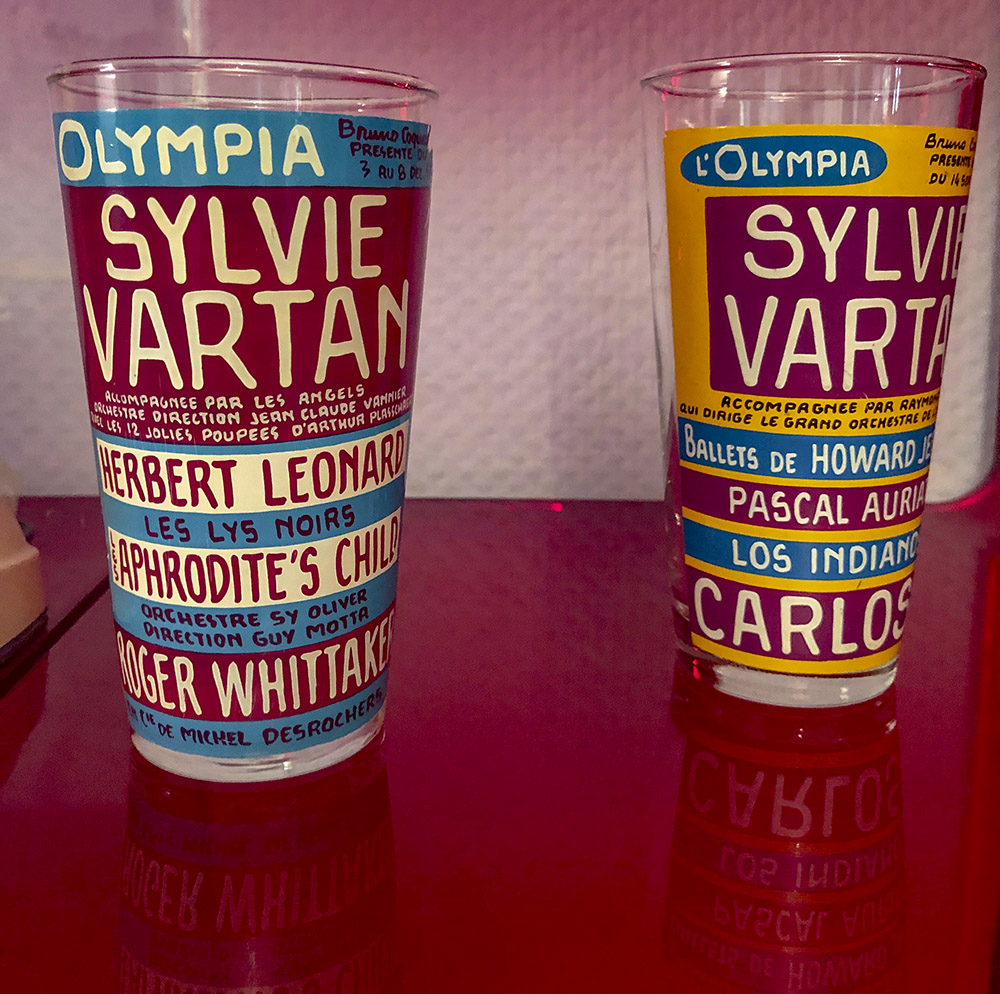 OLYMPIA
Bruno
PRESENTE DU
3 AU 8 DEC
SYLVIE
VARTAN
ACCOMPAGNEE PAR LES ANGELS
ORCHESTRE DIRECTION JEAN CLAUDE VANNIER
LES 12 JOLIES POUPEES D'ARTHUR
HERBERT LEONARD
LES LYS NOIRS
APHRODITE'S CHILD
ORCHESTRE SY OLIVER
DIRECTION GUY MOTTA
ROGER WHITTAKER
CIE DE MICHEL DESROCHERS
L'OLYMPIA
Bruno
PRESENTE
DU 14
SYLVIE
VARTA
ACCOMPAGNEE PAR RAYMON
QUI DIRIGE LE GRAND ORCHESTRE DE
BALLETS DE HOWARD JE
PASCAL AURIA
LOS INDIANO
CARLOS